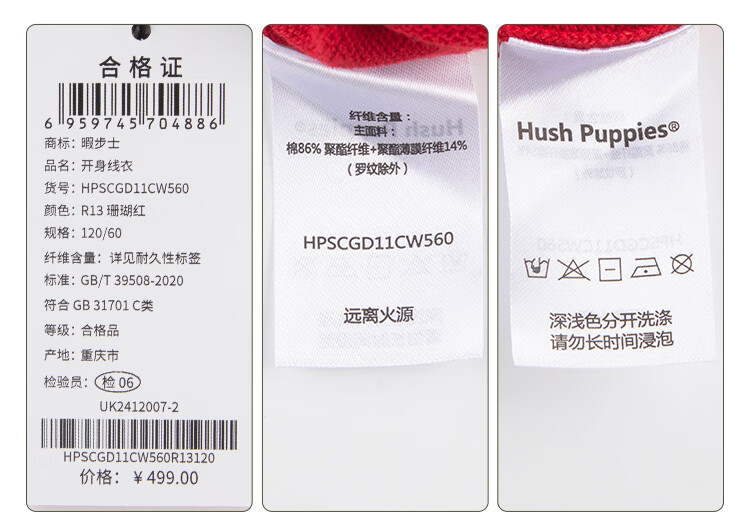 合格证
6 959745 704886
商标: 暇步士
品名: 开身线衣
货号: HPSCGD11CW560
颜色: R13 珊瑚红
规格: 120/60
纤维含量: 详见耐久性标签
标准: GB/T 39508-2020
符合 GB 31701 C类
等级: 合格品
产地: 重庆市
检验员: 检 06
UK2412007-2
HPSCGD11CW560R13120
价格: ¥499.00
纤维含量:
主面料:
棉86% 聚酯纤维+聚酯薄膜纤维14%
(罗纹除外)
HPSCGD11CW560
远离火源
Hush Puppies®
深浅色分开洗涤
请勿长时间浸泡